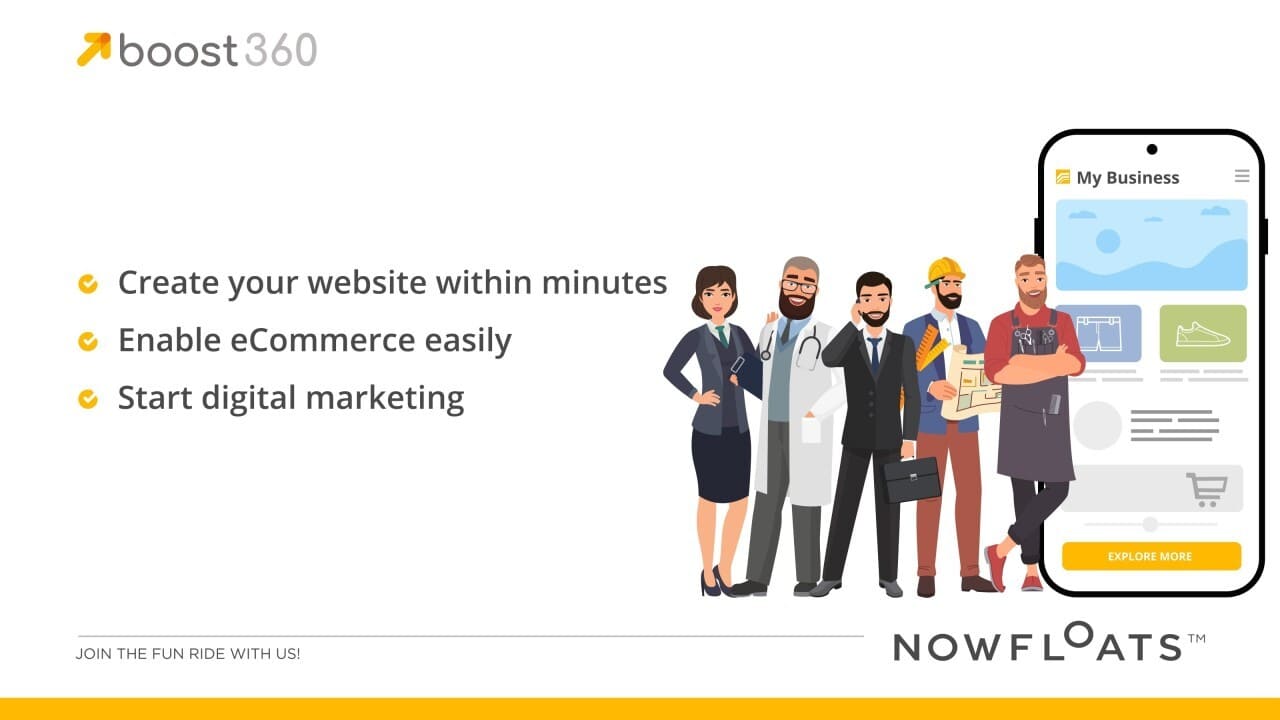 boost360
My Business
Create your website within minutes
Enable eCommerce easily
Start digital marketing
EXPLORE MORE
JOIN THE FUN RIDE WITH US!
NOWFLOATS™